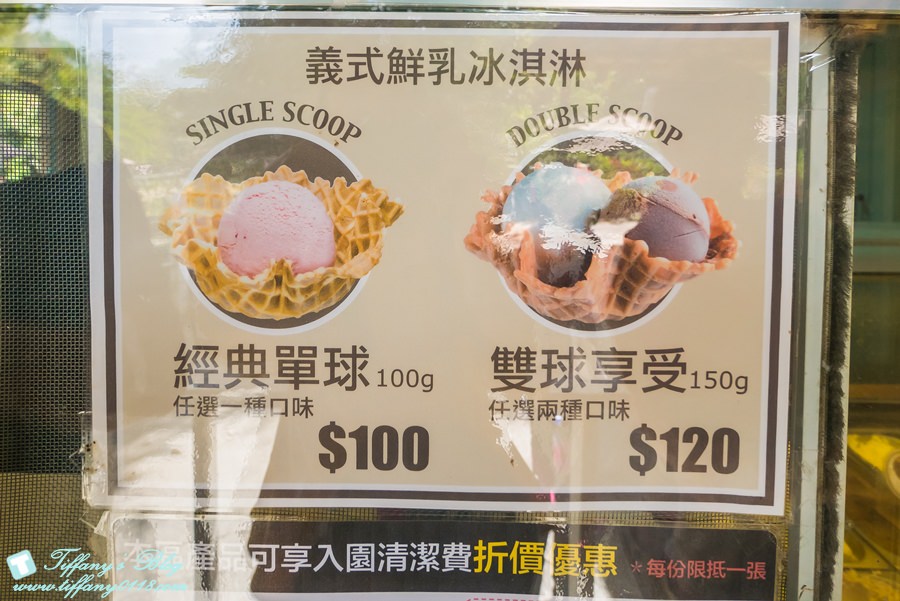 義式鮮乳冰淇淋
SINGLE SCOOP
DOUBLE SCOOP
經典單球 100g
任選一種口味
$100
雙球享受 150g
任選兩種口味
$120
產品可享入園清潔費折價優惠 *每份限抵一張
Tiffany's Blog
www.tiffany0118.com